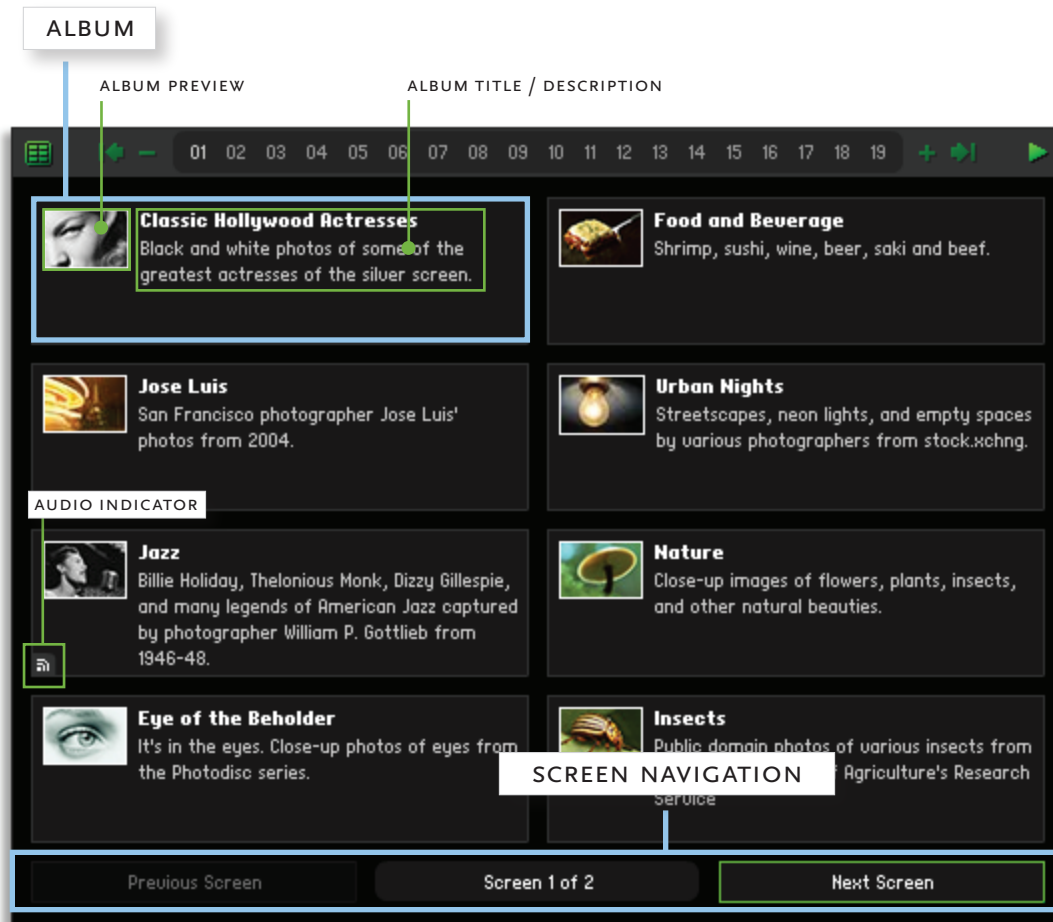 ALBUM
ALBUM PREVIEW
ALBUM TITLE / DESCRIPTION
01 02 03 04 05 06 07 08 09 10 11 12 13 14 15 16 17 18 19
Classic Hollywood Actresses
Black and white photos of some of the
greatest actresses of the silver screen.
Food and Beverage
Shrimp, sushi, wine, beer, saki and beef.
Jose Luis
San Francisco photographer Jose Luis'
photos from 2004.
Urban Nights
Streetscapes, neon lights, and empty spaces
by various photographers from stock.xchng.
AUDIO INDICATOR
Jazz
Billie Holiday, Thelonious Monk, Dizzy Gillespie,
and many legends of American Jazz captured
by photographer William P. Gottlieb from
1946-48.
Nature
Close-up images of flowers, plants, insects,
and other natural beauties.
Eye of the Beholder
It's in the eyes. Close-up photos of eyes from
the Photodisc series.
Insects
Public domain photos of various insects from
Agriculture's Research
Service
SCREEN NAVIGATION
Previous Screen
Screen 1 of 2
Next Screen